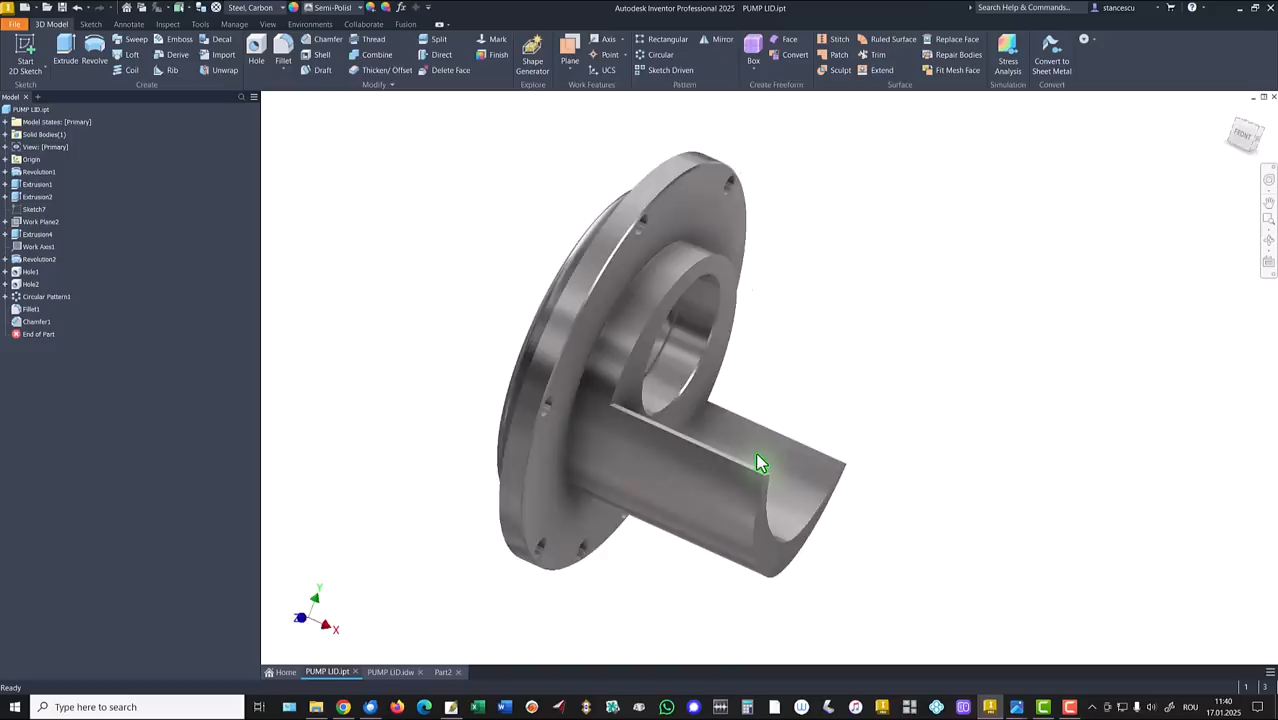 Steel, Carbon
Semi-Polisl
Autodesk Inventor Professional 2025 PUMP LID.ipt
Search Help & Commands...
stancescu
File 3D Model Sketch Annotate Inspect Tools Manage View Environments Collaborate Fusion
Start
2D Sketch
Extrude Revolve
Sweep Emboss Decal
Loft Derive Import
Coil Rib Unwrap
Hole Fillet
Chamfer Thread Split Mark
Shell Combine Direct Finish
Draft Thicken/ Offset Delete Face
Shape
Generator
Plane
Axis
Point
UCS
Rectangular Mirror
Circular
Sketch Driven
Box
Face
Convert
Stitch Ruled Surface Replace Face
Patch Trim Repair Bodies
Sculpt Extend Fit Mesh Face
Stress
Analysis
Convert to
Sheet Metal
Sketch Create Modify Explore Work Features Pattern Create Freeform Surface Simulation Convert
Model
PUMP LID.ipt
Model States: [Primary]
Solid Bodies(1)
View: [Primary]
Origin
Revolution1
Extrusion1
Extrusion2
Sketch7
Work Plane2
Extrusion4
Work Axis1
Revolution2
Hole1
Hole2
Circular Pattern1
Fillet1
Chamfer1
End of Part
FRONT
Y
Z
X
Home PUMP LID.ipt PUMP LID.idw Part2
Ready
1 3
Type here to search
ROU
11:40
17.01.2025